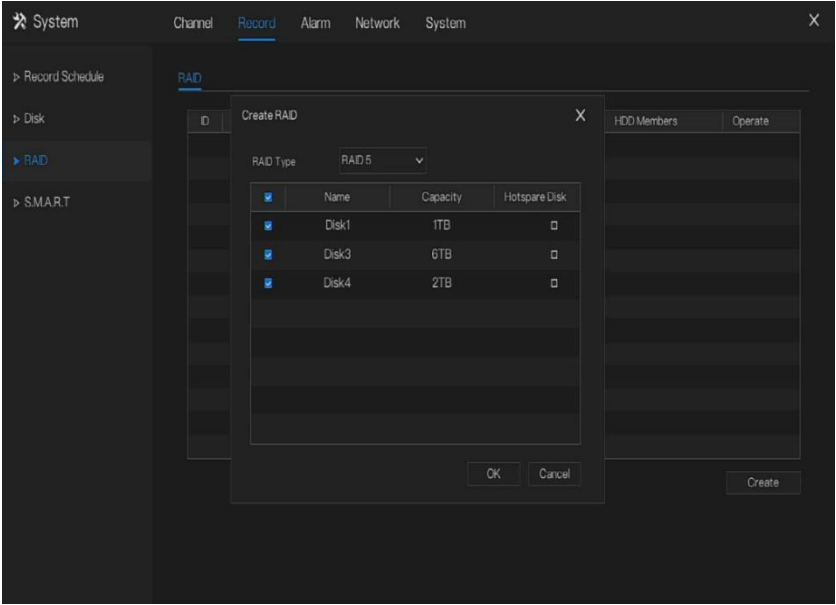 System Channel Record Alarm Network System X
Record Schedule
Disk
RAID
S.M.A.R.T
RAID
ID HDD Members Operate
Create RAID X
RAID Type RAID 5
Name Capacity Hotspare Disk
Disk1 1TB
Disk3 6TB
Disk4 2TB
OK Cancel
Create